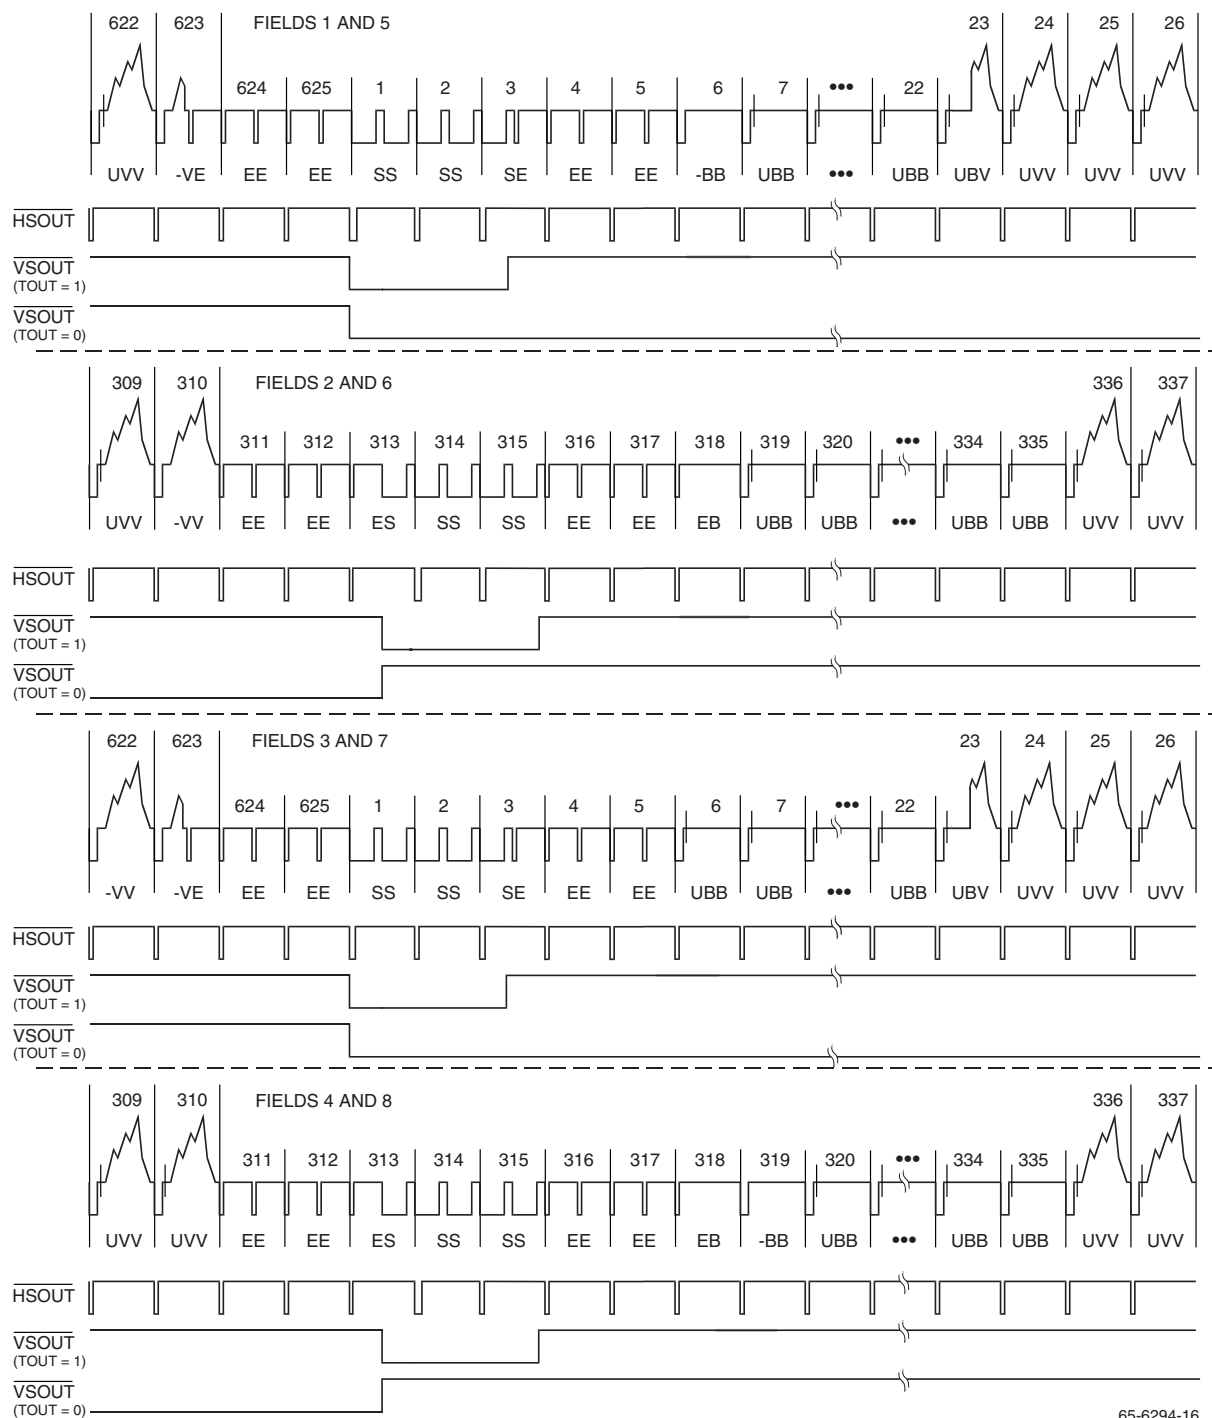 622 623 FIELDS 1 AND 5 23 24 25 26
624 625 1 2 3 4 5 6 7 ••• 22
UVV -VE EE EE SS SS SE EE EE -BB UBB ••• UBB UBV UVV UVV UVV
HSOUT
VSOUT
(TOUT = 1)
VSOUT
(TOUT = 0)
309 310 FIELDS 2 AND 6 336 337
311 312 313 314 315 316 317 318 319 320 ••• 334 335
UVV -VV EE EE ES SS SS EE EE EB UBB UBB ••• UBB UBB UVV UVV
HSOUT
VSOUT
(TOUT = 1)
VSOUT
(TOUT = 0)
622 623 FIELDS 3 AND 7 23 24 25 26
624 625 1 2 3 4 5 6 7 ••• 22
-VV -VE EE EE SS SS SE EE EE UBB UBB ••• UBB UBV UVV UVV UVV
HSOUT
VSOUT
(TOUT = 1)
VSOUT
(TOUT = 0)
309 310 FIELDS 4 AND 8 336 337
311 312 313 314 315 316 317 318 319 320 ••• 334 335
UVV UVV EE EE ES SS SS EE EE EB -BB UBB ••• UBB UBB UVV UVV
HSOUT
VSOUT
(TOUT = 1)
VSOUT
(TOUT = 0)
65-6294-16